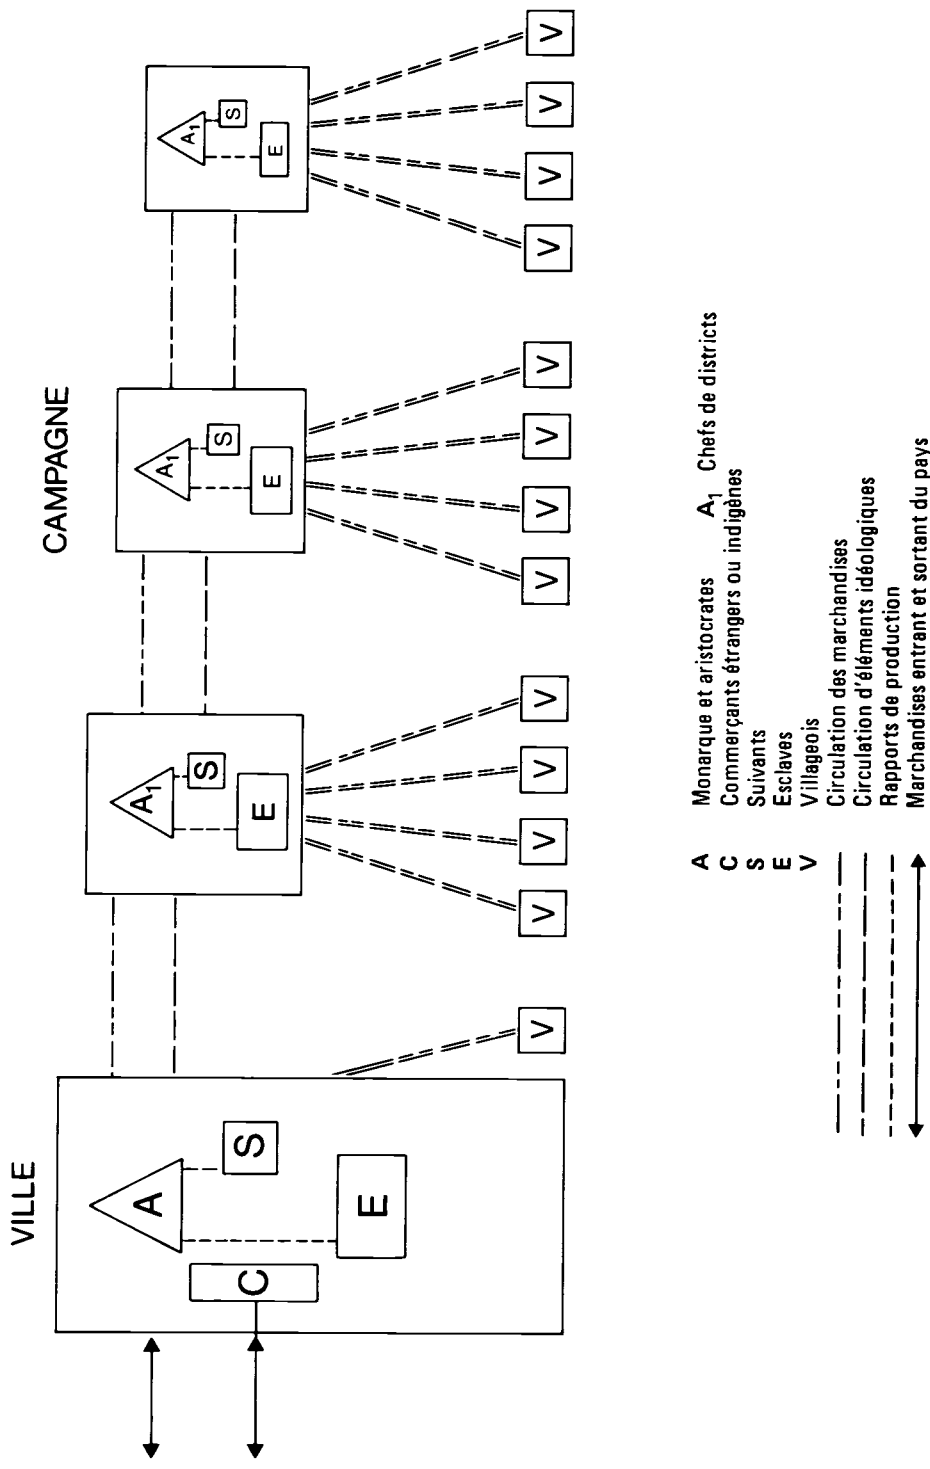 VILLE
CAMPAGNE
A
S
E
C
A1
S
E
A1
S
E
A1
S
E
V
V V V V
V V V V
V V V V
A Monarque et aristocrates A1 Chefs de districts
C Commerçants étrangers ou indigènes
S Suivants
E Esclaves
V Villageois
Circulation des marchandises
Circulation d'éléments idéologiques
Rapports de production
Marchandises entrant et sortant du pays